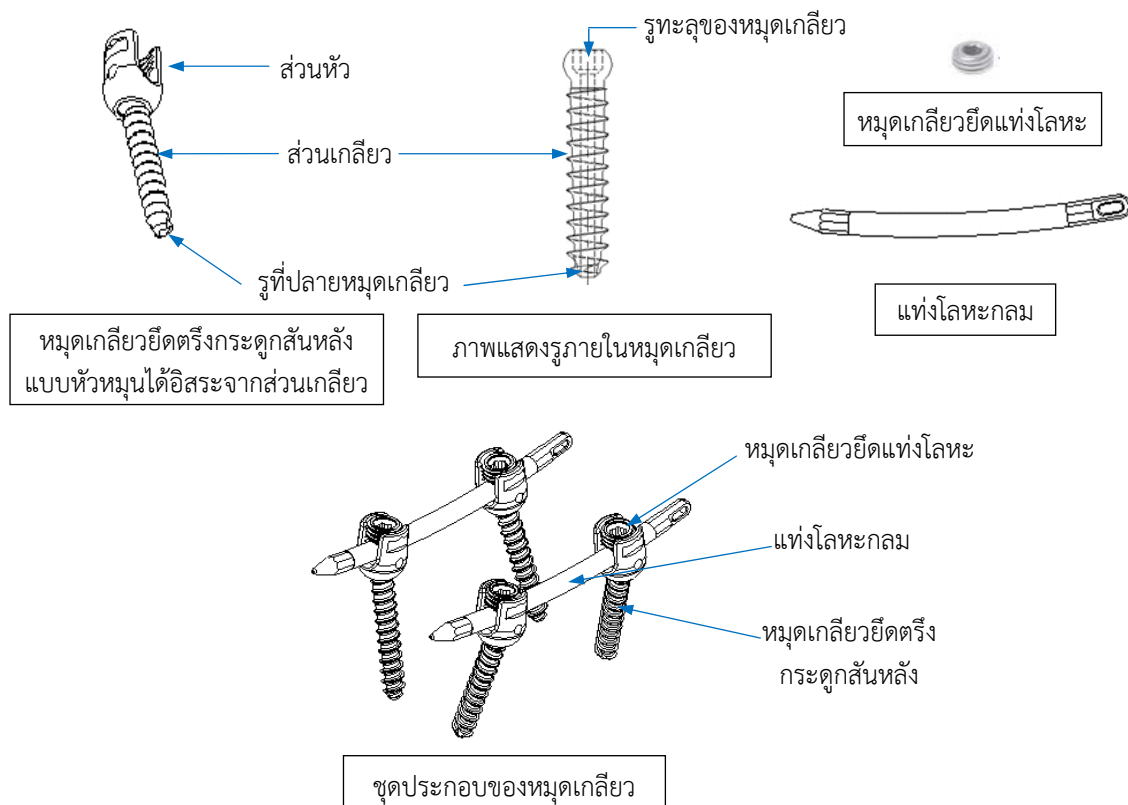 รูทะลุของหมุดเกลียว
ส่วนหัว
หมุดเกลียวยึดแท่งโลหะ
ส่วนเกลียว
รูที่ปลายหมุดเกลียว
แท่งโลหะกลม
หมุดเกลียวยึดตรึงกระดูกสันหลัง
แบบหัวหมุนได้อิสระจากส่วนเกลียว
ภาพแสดงรูภายในหมุดเกลียว
หมุดเกลียวยึดแท่งโลหะ
แท่งโลหะกลม
หมุดเกลียวยึดตรึง
กระดูกสันหลัง
ชุดประกอบของหมุดเกลียว